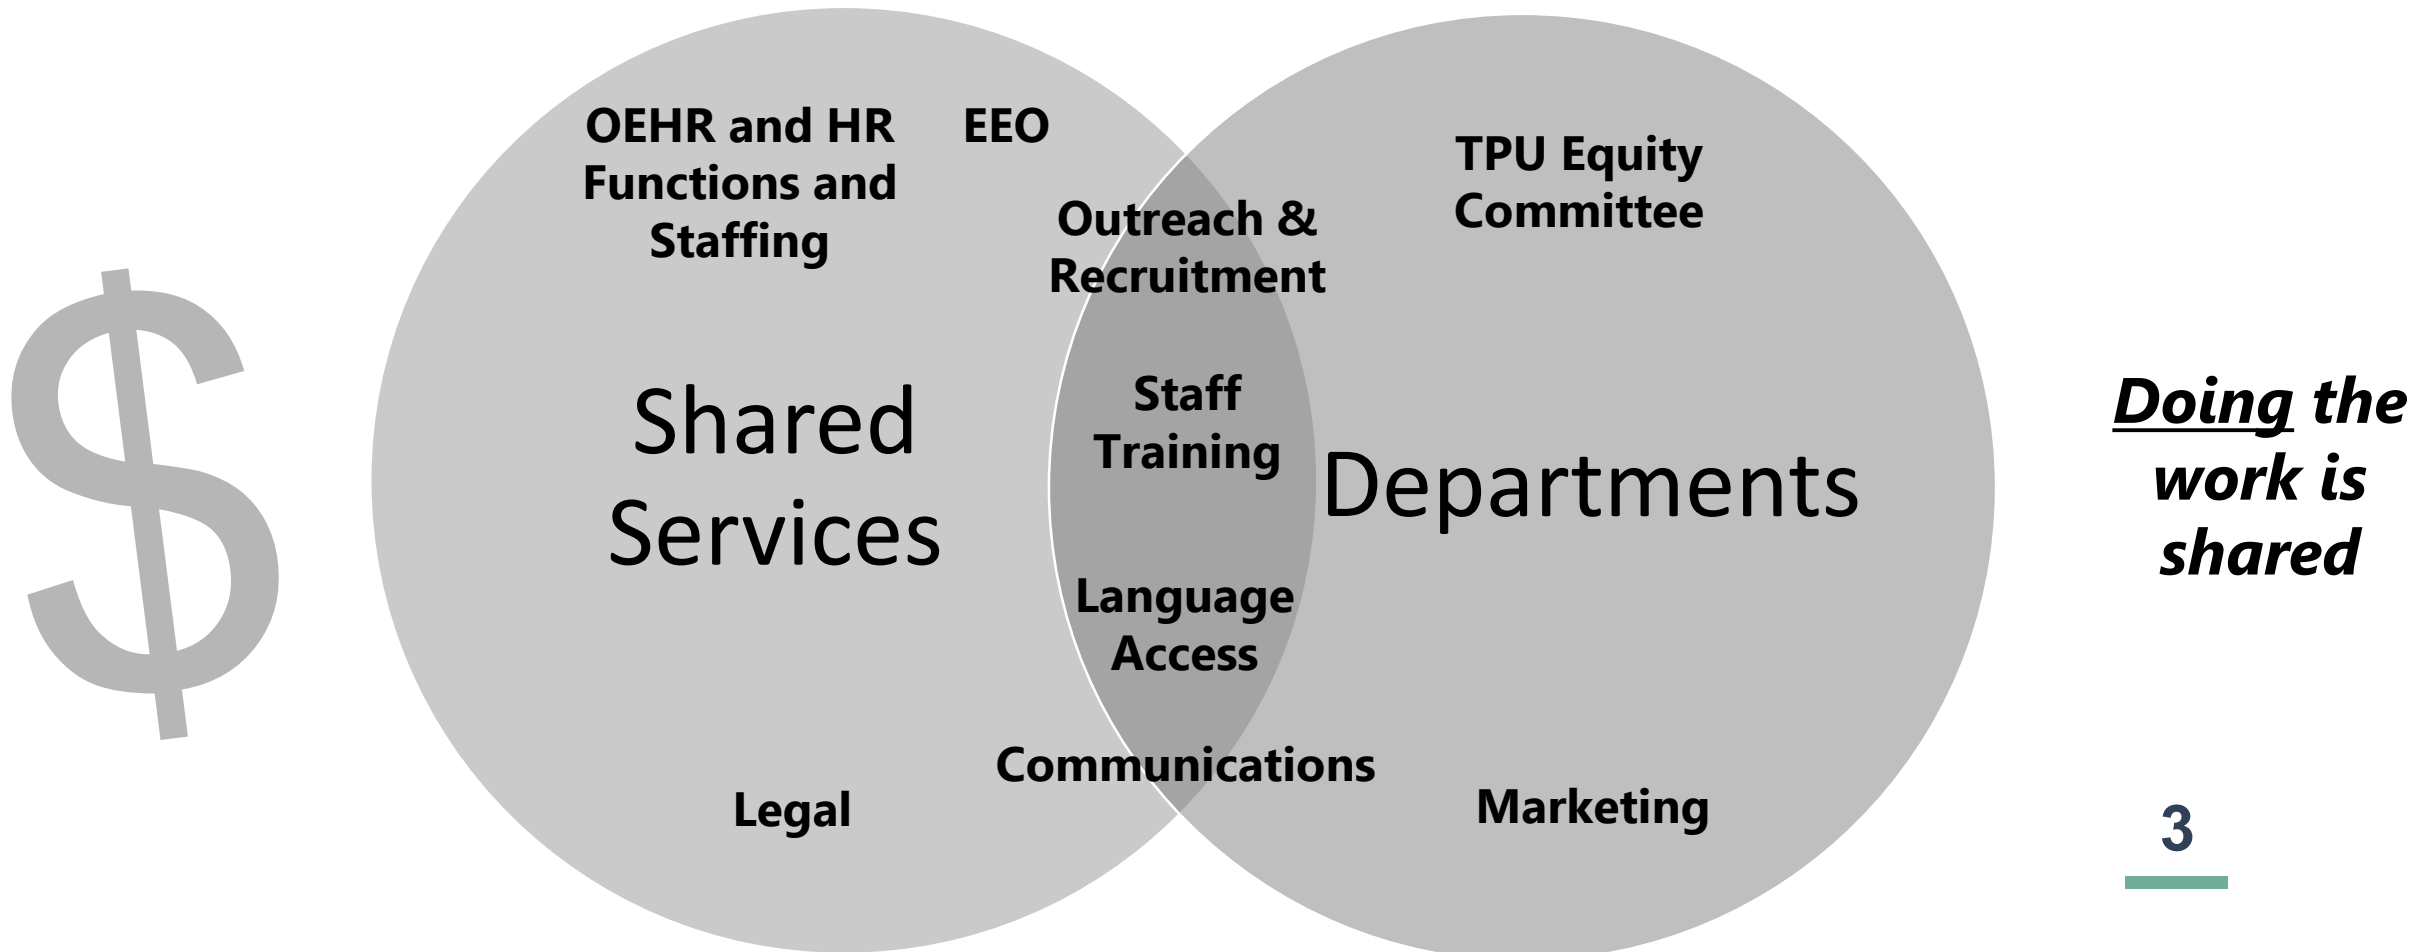 $
OEHR and HR
Functions and
Staffing
EEO
Shared
Services
Legal
Outreach &
Recruitment
Staff
Training
Language
Access
Communications
TPU Equity
Committee
Departments
Marketing
Doing the
work is
shared
3